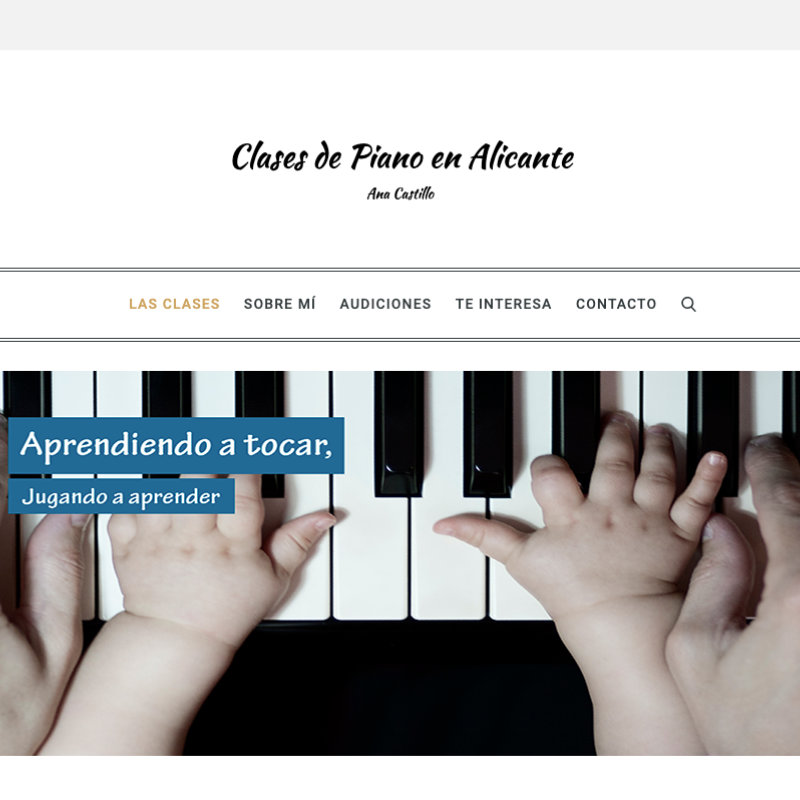 Clases de Piano en Alicante
Ana Castillo
LAS CLASES SOBRE MÍ AUDICIONES TE INTERESA CONTACTO
Aprendiendo a tocar,
Jugando a aprender